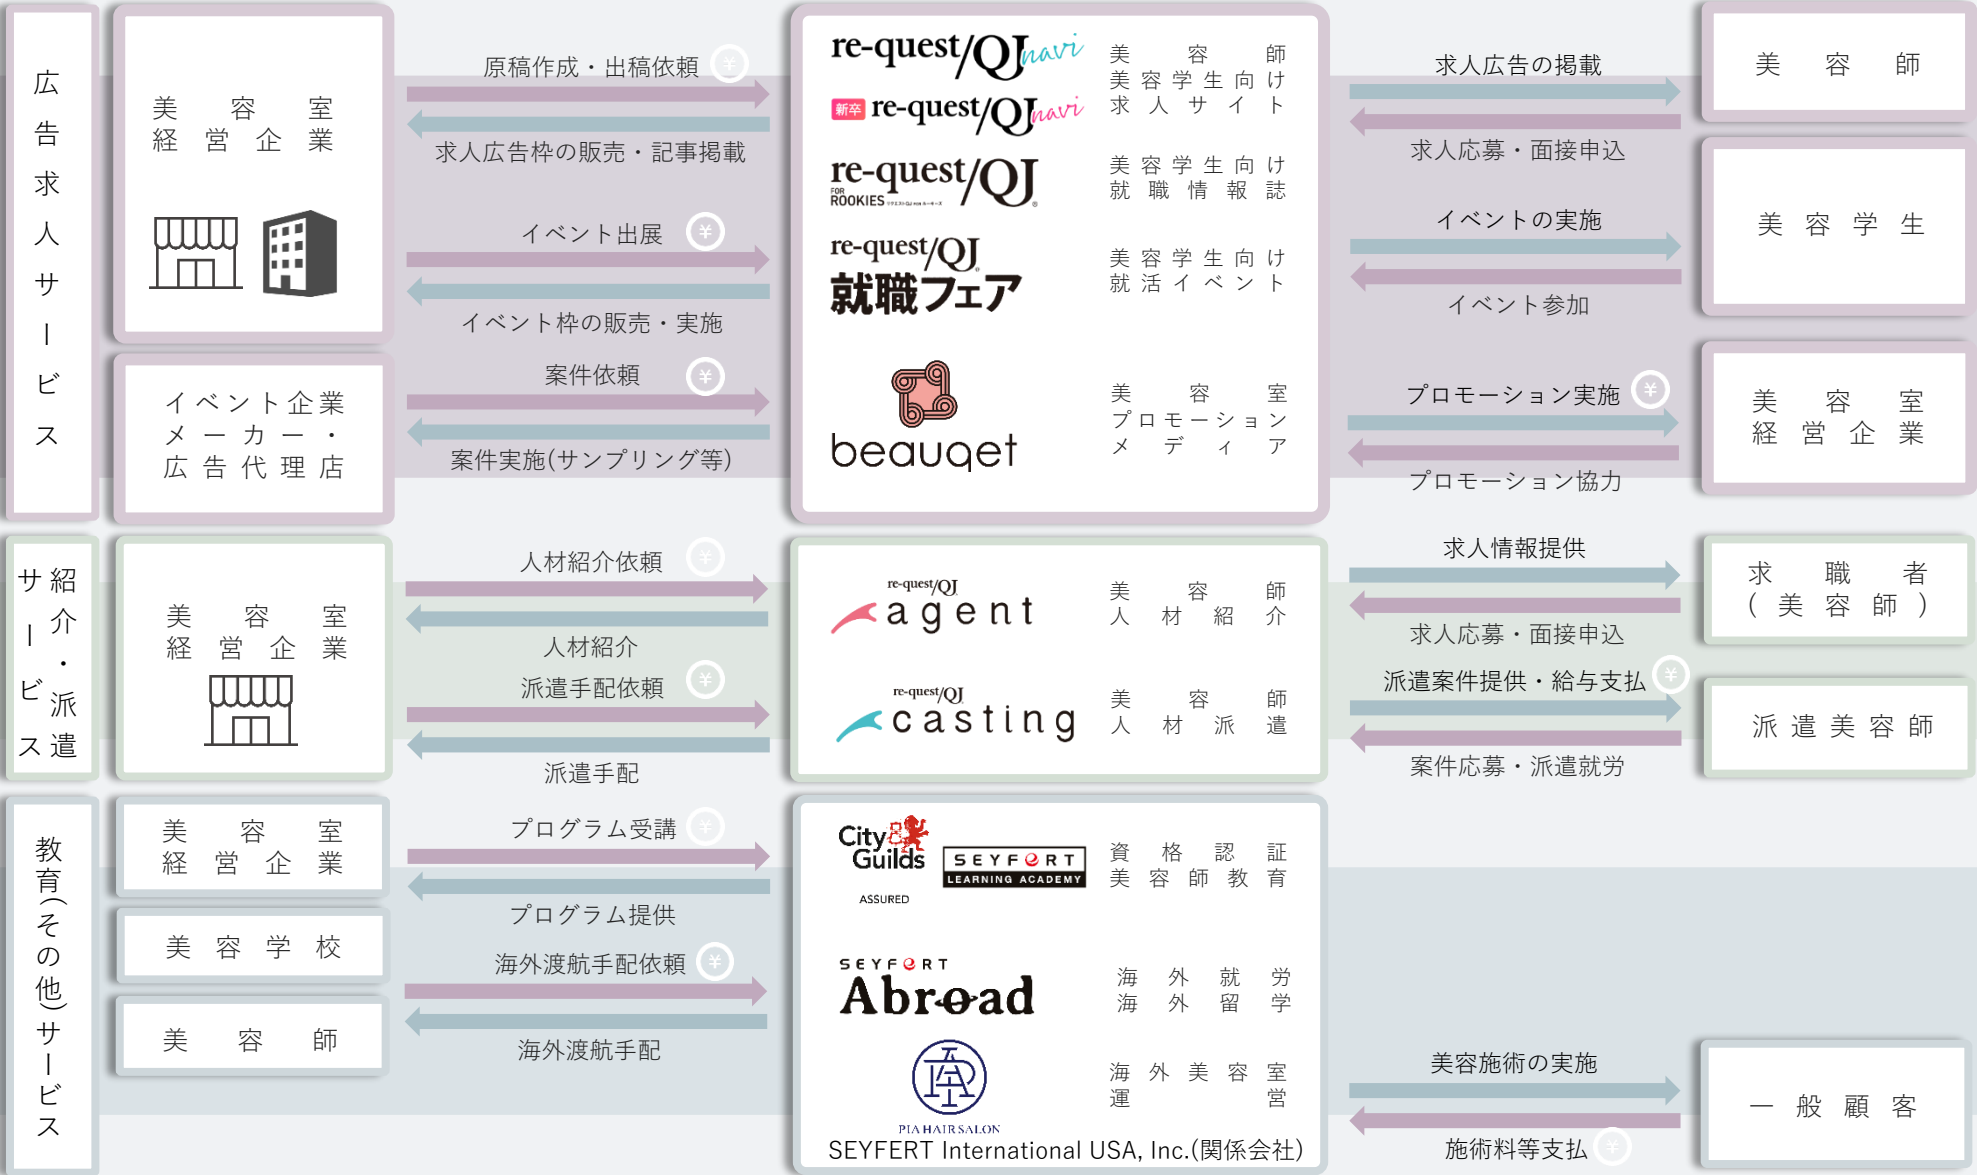 広告求人サービス
美容室
経営企業
イベント企業
メーカー・
広告代理店
原稿作成・出稿依頼 ¥
求人広告枠の販売・記事掲載
イベント出展 ¥
イベント枠の販売・実施
案件依頼 ¥
案件実施(サンプリング等)
re-quest/QJ navi
美容師
美容学生向け
求人サイト
新卒 re-quest/QJ navi
re-quest/QJ
FOR
ROOKIES
美容学生向け
就職情報誌
re-quest/QJ
就職フェア
美容学生向け
就活イベント
beauqet
美容室
プロモーション
メディア
求人広告の掲載
求人応募・面接申込
イベントの実施
イベント参加
プロモーション実施 ¥
プロモーション協力
美容師
美容学生
美容室
経営企業
紹介・派遣
サービス
美容室
経営企業
人材紹介依頼 ¥
人材紹介
派遣手配依頼 ¥
派遣手配
re-quest/QJ
agent
美容師
人材紹介
re-quest/QJ
casting
美容師
人材派遣
求人情報提供
求人応募・面接申込
派遣案件提供・給与支払 ¥
案件応募・派遣就労
求職者
(美容師)
派遣美容師
教育(その他)サービス
美容室
経営企業
美容学校
美容師
プログラム受講 ¥
プログラム提供
海外渡航手配依頼 ¥
海外渡航手配
City&
Guilds
ASSURED
SEYFERT
LEARNING ACADEMY
資格認証
美容師教育
SEYFERT
Abroad
海外就労
海外留学
PIA HAIR SALON
海外美容室
運営
SEYFERT International USA, Inc.(関係会社)
美容施術の実施
施術料等支払 ¥
一般顧客